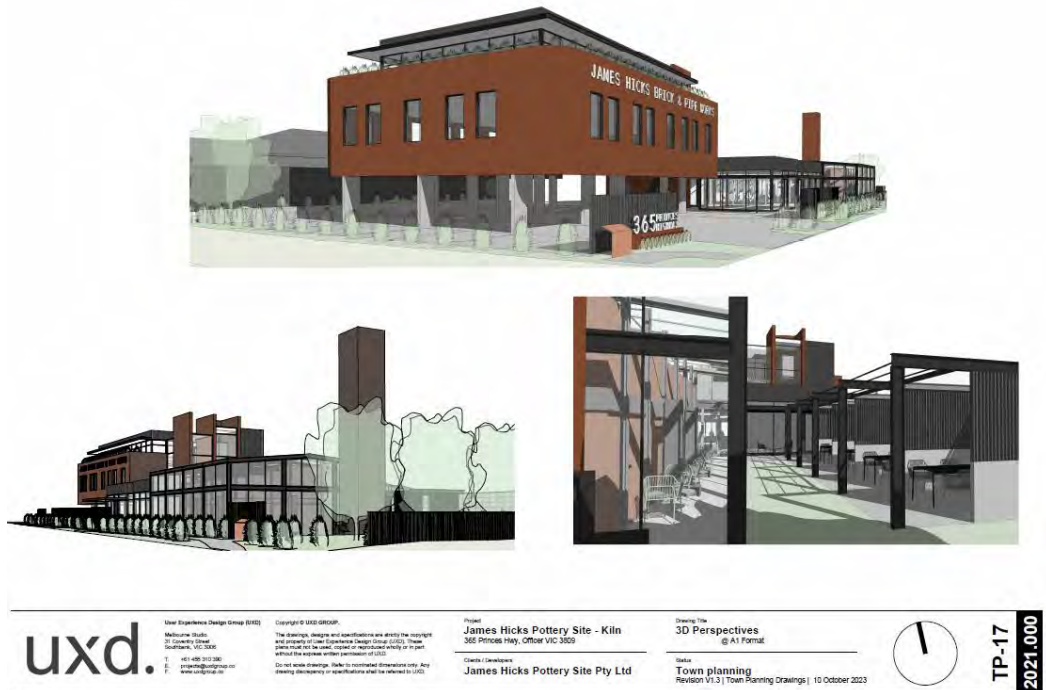 JAMES HICKS BRICK & PIPE WORKS
365 PRINCES
uxd.
User Experience Design Group (UXD)
Melbourne Studio
31 Coventry Street
Southbank, VIC 3006
T. +61 455 310 390
E. projects@uxdgroup.co
F. www.uxdgroup.co
Copyright © UXD GROUP.
The drawings, designs and specifications are strictly the copyright
and property of User Experience Design Group (UXD). These
plans must not be used, copied or reproduced wholly or in part
without the express written permission of UXD.
Do not scale drawings. Refer to nominated dimensions only. Any
drawing discrepancy or specifications shall be referred to UXD.
Project
James Hicks Pottery Site - Kiln
365 Princes Hwy, Officer VIC 3809
Clients / Developers
James Hicks Pottery Site Pty Ltd
Drawing Title
3D Perspectives
@ A1 Format
Status
Town planning
Revision V1.3 | Town Planning Drawings | 10 October 2023
TP-17
2021.000